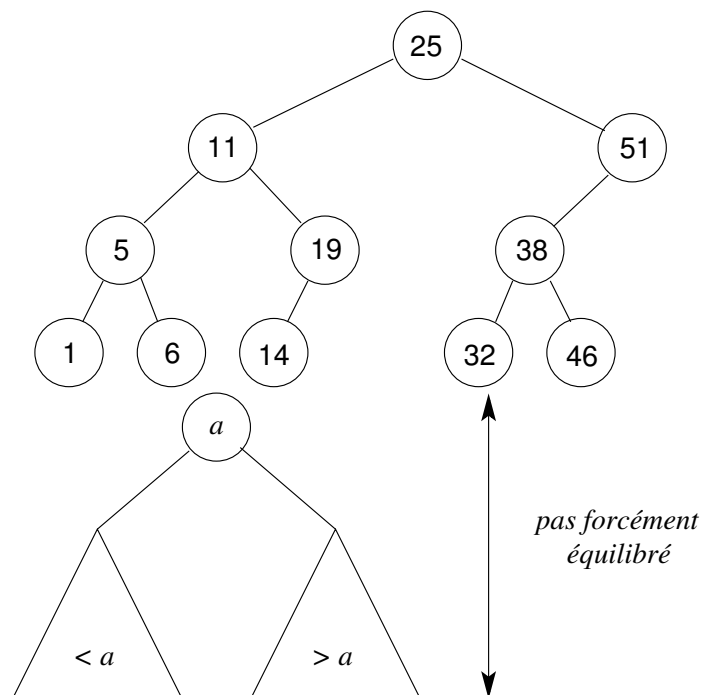 25
11 51
5 19 38
1 6 14 32 46
a
pas forcément
équilibré
< a > a